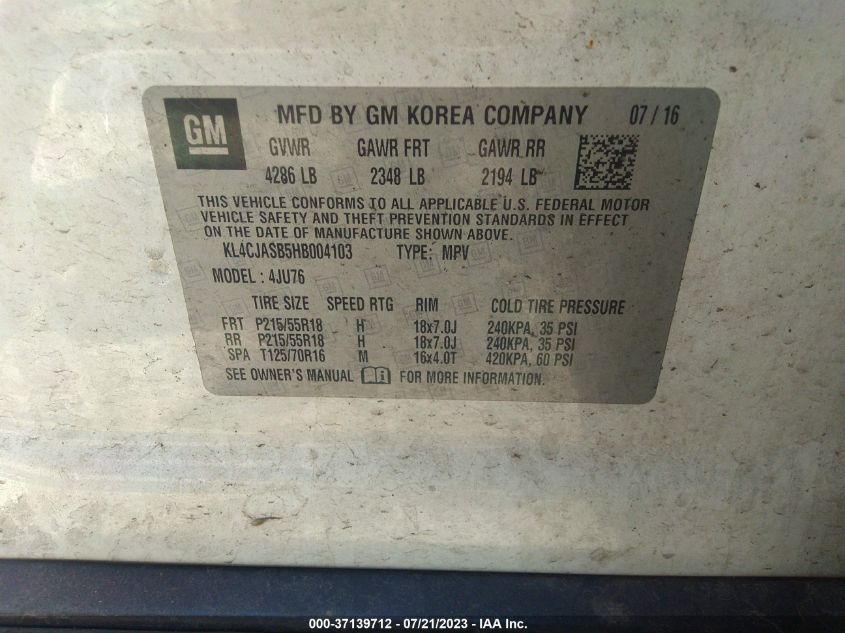 GM
MFD BY GM KOREA COMPANY 07 / 16
GVWR GAWR FRT GAWR RR
4286 LB 2348 LB 2194 LB
THIS VEHICLE CONFORMS TO ALL APPLICABLE U.S. FEDERAL MOTOR
VEHICLE SAFETY AND THEFT PREVENTION STANDARDS IN EFFECT
ON THE DATE OF MANUFACTURE SHOWN ABOVE.
KL4CJASB5HB004103 TYPE: MPV
MODEL : 4JU76
TIRE SIZE SPEED RTG RIM COLD TIRE PRESSURE
FRT P215/55R18 H 18x7.0J 240KPA, 35 PSI
RR P215/55R18 H 18x7.0J 240KPA, 35 PSI
SPA T125/70R16 M 16x4.0T 420KPA, 60 PSI
SEE OWNER'S MANUAL FOR MORE INFORMATION.
000-37139712 - 07/21/2023 - IAA Inc.